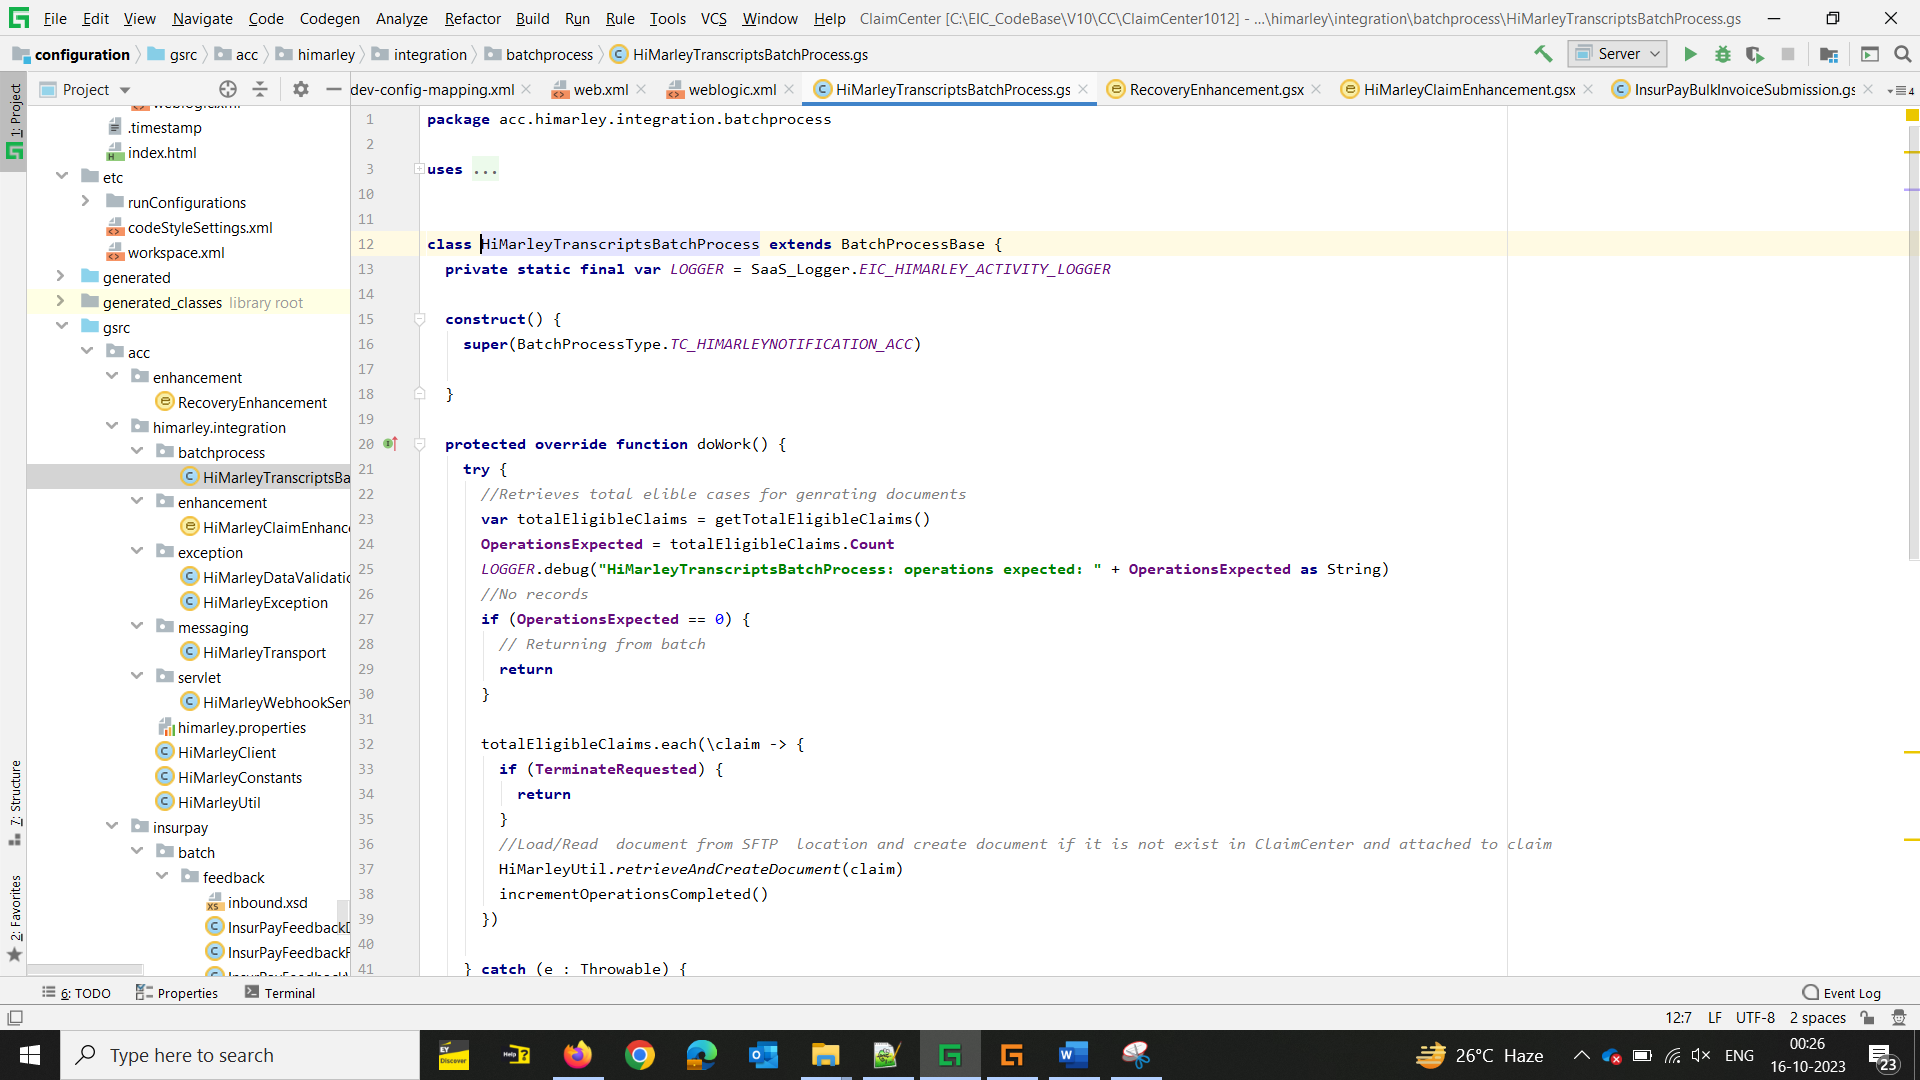 File Edit View Navigate Code Codegen Analyze Refactor Build Run Rule Tools VCS Window Help ClaimCenter [C:\EIC_CodeBase\V10\CC\ClaimCenter1012] - ...\himarley\integration\batchprocess\HiMarleyTranscriptsBatchProcess.gs
configuration gsrc acc himarley integration batchprocess HiMarleyTranscriptsBatchProcess.gs Server
Project dev-config-mapping.xml web.xml weblogic.xml HiMarleyTranscriptsBatchProcess.gs RecoveryEnhancement.gsx HiMarleyClaimEnhancement.gsx InsurPayBulkInvoiceSubmission.gs 4
1: Project
7: Structure
2: Favorites
weblogic.xml
.timestamp
index.html
etc
runConfigurations
codeStyleSettings.xml
workspace.xml
generated
generated_classes library root
gsrc
acc
enhancement
RecoveryEnhancement
himarley.integration
batchprocess
HiMarleyTranscriptsBa
enhancement
HiMarleyClaimEnhance
exception
HiMarleyDataValidatio
HiMarleyException
messaging
HiMarleyTransport
servlet
HiMarleyWebhookServ
himarley.properties
HiMarleyClient
HiMarleyConstants
HiMarleyUtil
insurpay
batch
feedback
inbound.xsd
InsurPayFeedbackD
InsurPayFeedbackF
1 package acc.himarley.integration.batchprocess
2
3 uses ...
10
11
12 class HiMarleyTranscriptsBatchProcess extends BatchProcessBase {
13 private static final var LOGGER = SaaS_Logger.EIC_HIMARLEY_ACTIVITY_LOGGER
14
15 construct() {
16 super(BatchProcessType.TC_HIMARLEYNOTIFICATION_ACC)
17
18 }
19
20 protected override function doWork() {
21 try {
22 //Retrieves total elible cases for genrating documents
23 var totalEligibleClaims = getTotalEligibleClaims()
24 OperationsExpected = totalEligibleClaims.Count
25 LOGGER.debug("HiMarleyTranscriptsBatchProcess: operations expected: " + OperationsExpected as String)
26 //No records
27 if (OperationsExpected == 0) {
28 // Returning from batch
29 return
30 }
31
32 totalEligibleClaims.each(\claim -> {
33 if (TerminateRequested) {
34 return
35 }
36 //Load/Read  document from SFTP  location and create document if it is not exist in ClaimCenter and attached to claim
37 HiMarleyUtil.retrieveAndCreateDocument(claim)
38 incrementOperationsCompleted()
39 })
40
41 } catch (e : Throwable) {
6: TODO Properties Terminal Event Log
12:7 LF UTF-8 2 spaces
Type here to search
EY Discover
Help ?
26°C Haze
ENG
00:26
16-10-2023
23